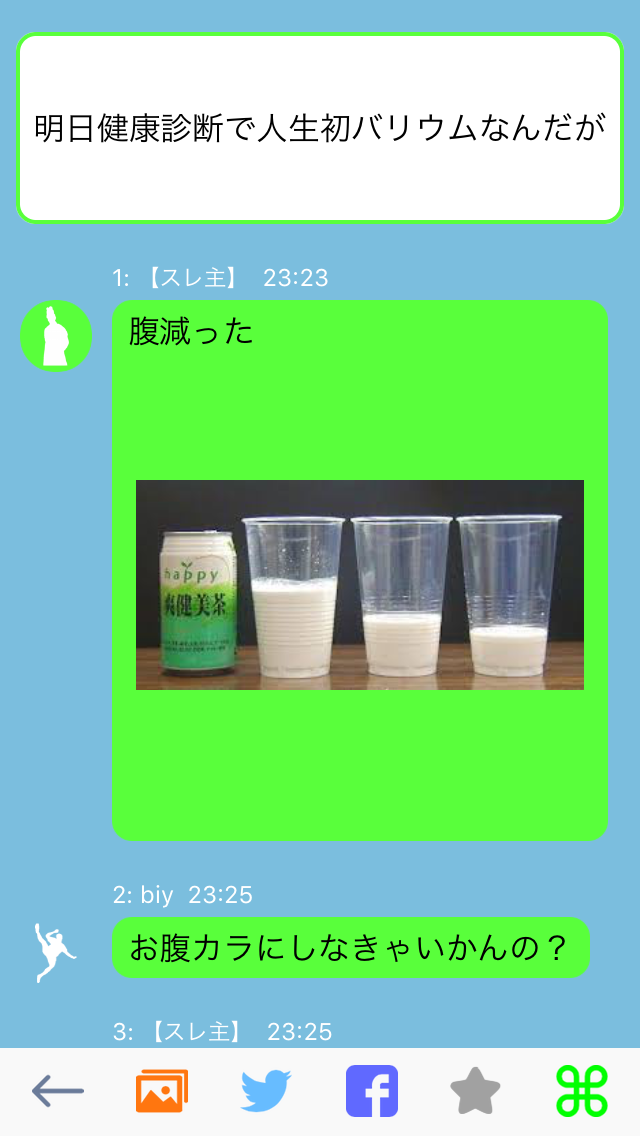 明日健康診断で人生初バリウムなんだが
1: 【スレ主】 23:23
腹減った
happy
爽健美茶
2: biy 23:25
お腹カラにしなきゃいかんの？
3: 【スレ主】 23:25